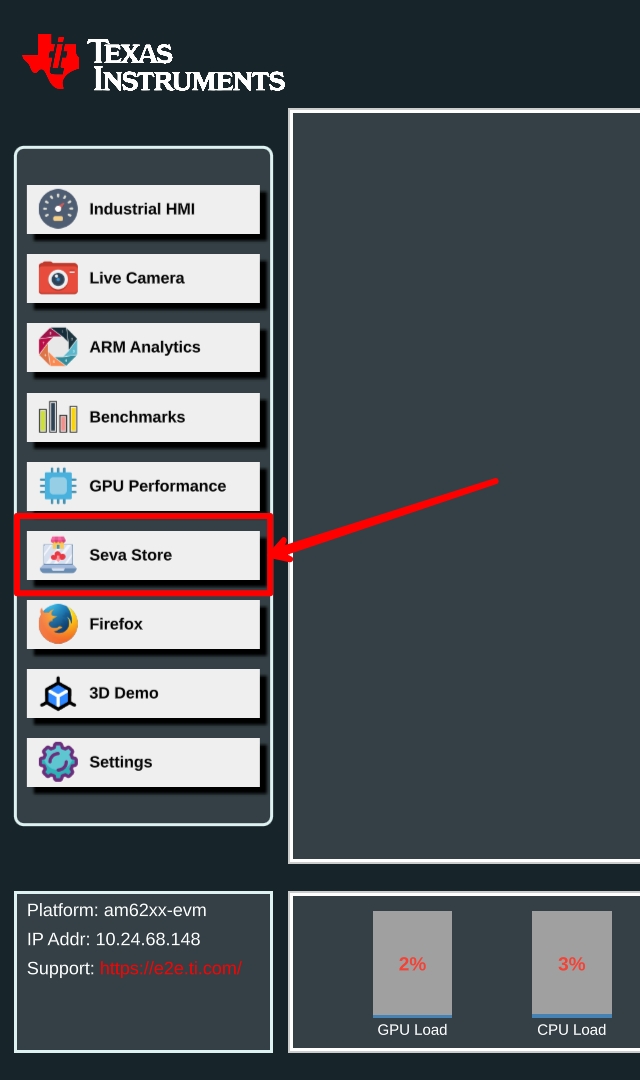 TEXAS
INSTRUMENTS
Industrial HMI
Live Camera
ARM Analytics
Benchmarks
GPU Performance
Seva Store
Firefox
3D Demo
Settings
Platform: am62xx-evm
IP Addr: 10.24.68.148
Support: https://e2e.ti.com/
2%
3%
GPU Load
CPU Load